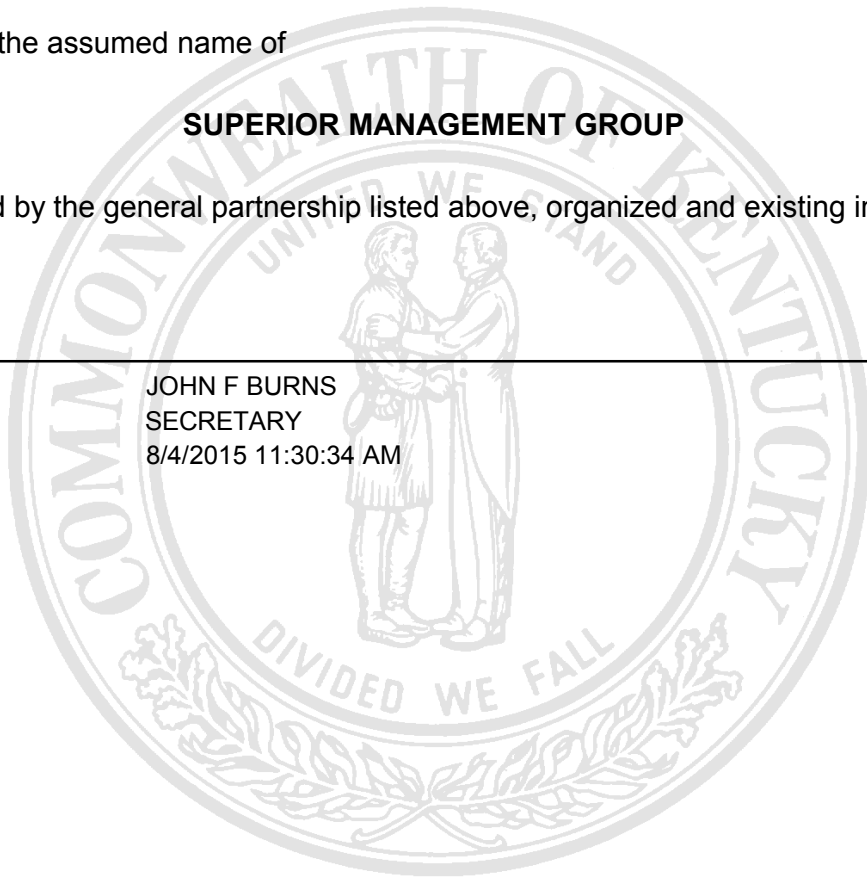 the assumed name of
SUPERIOR MANAGEMENT GROUP
by the general partnership listed above, organized and existing
JOHN F BURNS
SECRETARY
8/4/2015 11:30:34 AM
COMMONWEALTH OF KENTUCKY
UNITED WE STAND
DIVIDED WE FALL